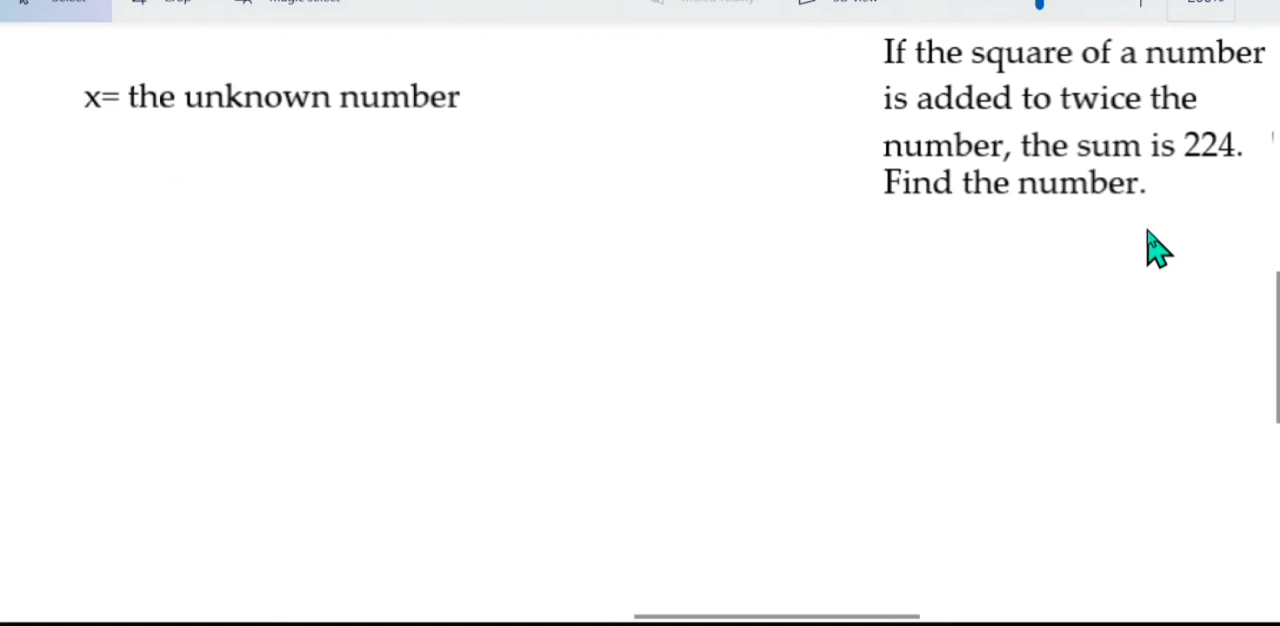 x= the unknown number
If the square of a number
is added to twice the
number, the sum is 224.
Find the number.